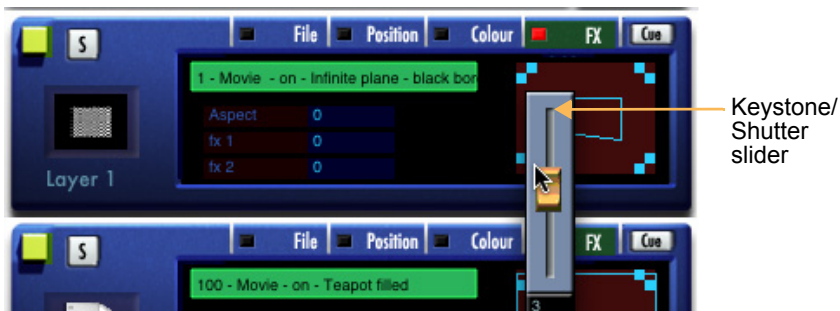 File Position Colour FX Cue
S
1 - Movie - on - Infinite plane - black bor
Aspect 0
fx 1 0
fx 2 0
Layer 1
Keystone/
Shutter
slider
File Position Colour FX Cue
S
100 - Movie - on - Teapot filled
3